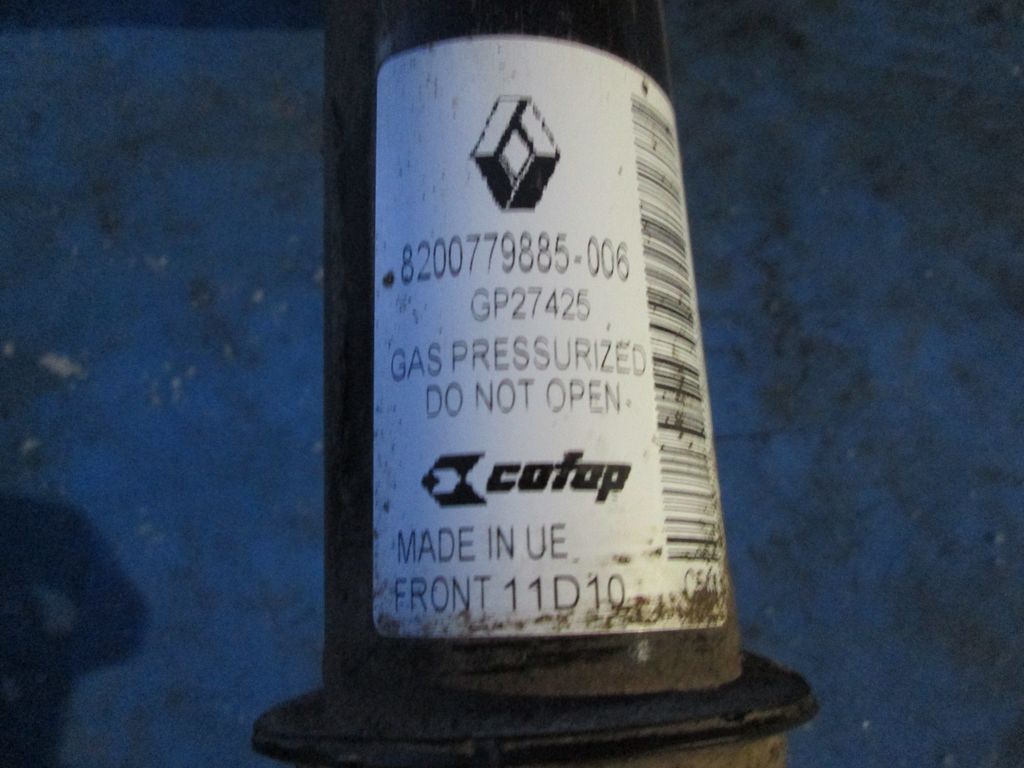 8200779885-006
GP27425
GAS PRESSURIZED
DO NOT OPEN
cofap
MADE IN UE
FRONT 11D10